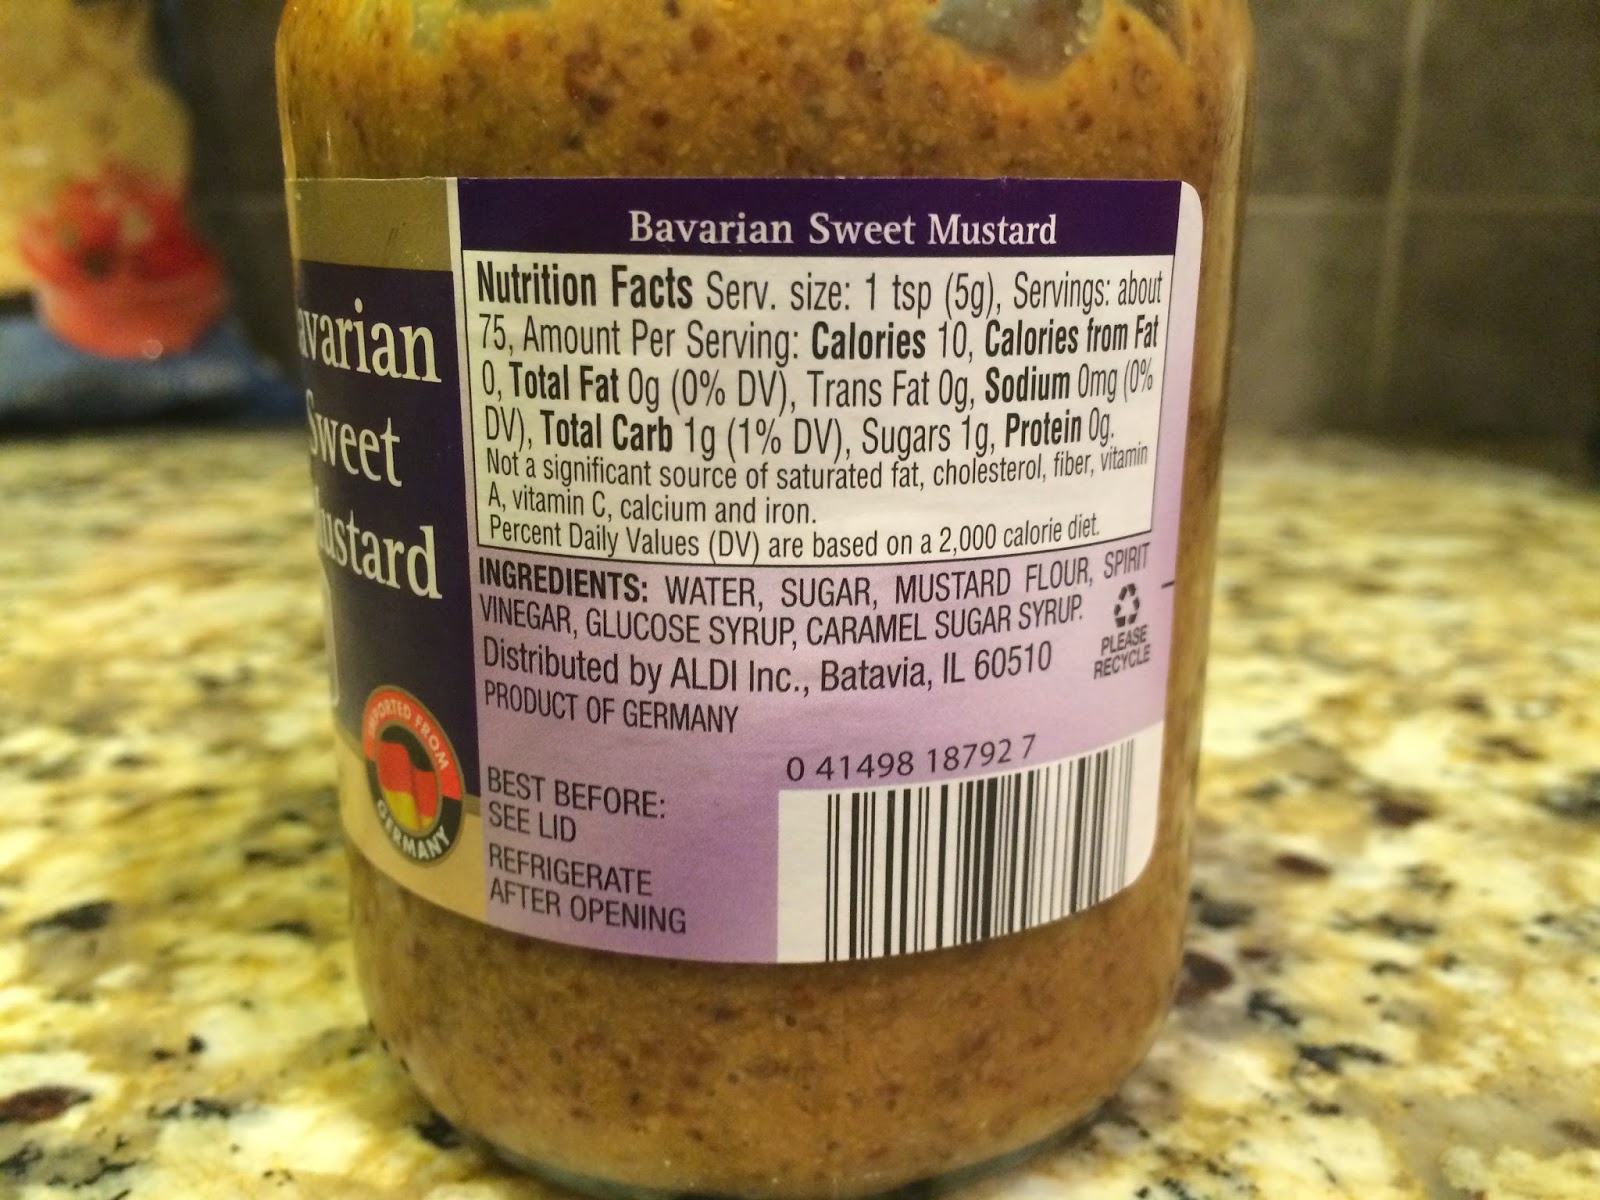 avarian
Sweet
ustard
IMPORTED FROM
GERMANY
Bavarian Sweet Mustard
Nutrition Facts Serv. size: 1 tsp (5g), Servings: about
75, Amount Per Serving: Calories 10, Calories from Fat
0, Total Fat 0g (0% DV), Trans Fat 0g, Sodium 0mg (0%
DV), Total Carb 1g (1% DV), Sugars 1g, Protein 0g.
Not a significant source of saturated fat, cholesterol, fiber, vitamin
A, vitamin C, calcium and iron.
Percent Daily Values (DV) are based on a 2,000 calorie diet.
INGREDIENTS: WATER, SUGAR, MUSTARD FLOUR, SPIRIT
VINEGAR, GLUCOSE SYRUP, CARAMEL SUGAR SYRUP.
Distributed by ALDI Inc., Batavia, IL 60510
PRODUCT OF GERMANY
PLEASE
RECYCLE
BEST BEFORE:
SEE LID
REFRIGERATE
AFTER OPENING
0 41498 18792 7